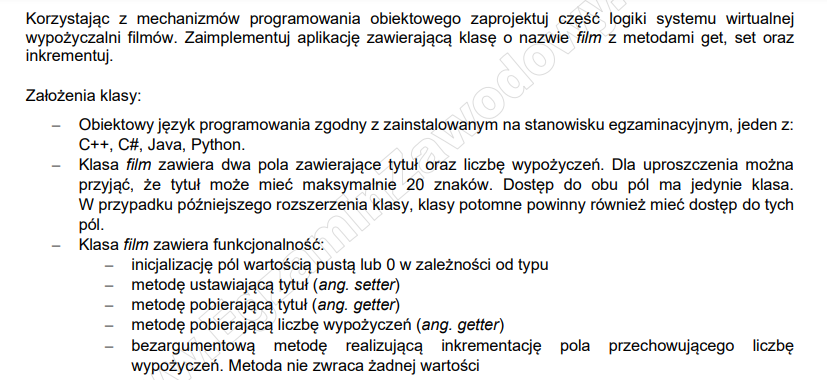 Korzystając z mechanizmów programowania obiektowego zaprojektuj część logiki systemu wirtualnej
wypożyczalni filmów. Zaimplementuj aplikację zawierającą klasę o nazwie film z metodami get, set oraz
inkrementuj.
Założenia klasy:
– Obiektowy język programowania zgodny z zainstalowanym na stanowisku egzaminacyjnym, jeden z:
C++, C#, Java, Python.
– Klasa film zawiera dwa pola zawierające tytuł oraz liczbę wypożyczeń. Dla uproszczenia można
przyjąć, że tytuł może mieć maksymalnie 20 znaków. Dostęp do obu pól ma jedynie klasa.
W przypadku późniejszego rozszerzenia klasy, klasy potomne powinny również mieć dostęp do tych
pól.
– Klasa film zawiera funkcjonalność:
– inicjalizację pól wartością pustą lub 0 w zależności od typu
– metodę ustawiającą tytuł (ang. setter)
– metodę pobierającą tytuł (ang. getter)
– metodę pobierającą liczbę wypożyczeń (ang. getter)
– bezargumentową metodę realizującą inkrementację pola przechowującego liczbę
wypożyczeń. Metoda nie zwraca żadnej wartości